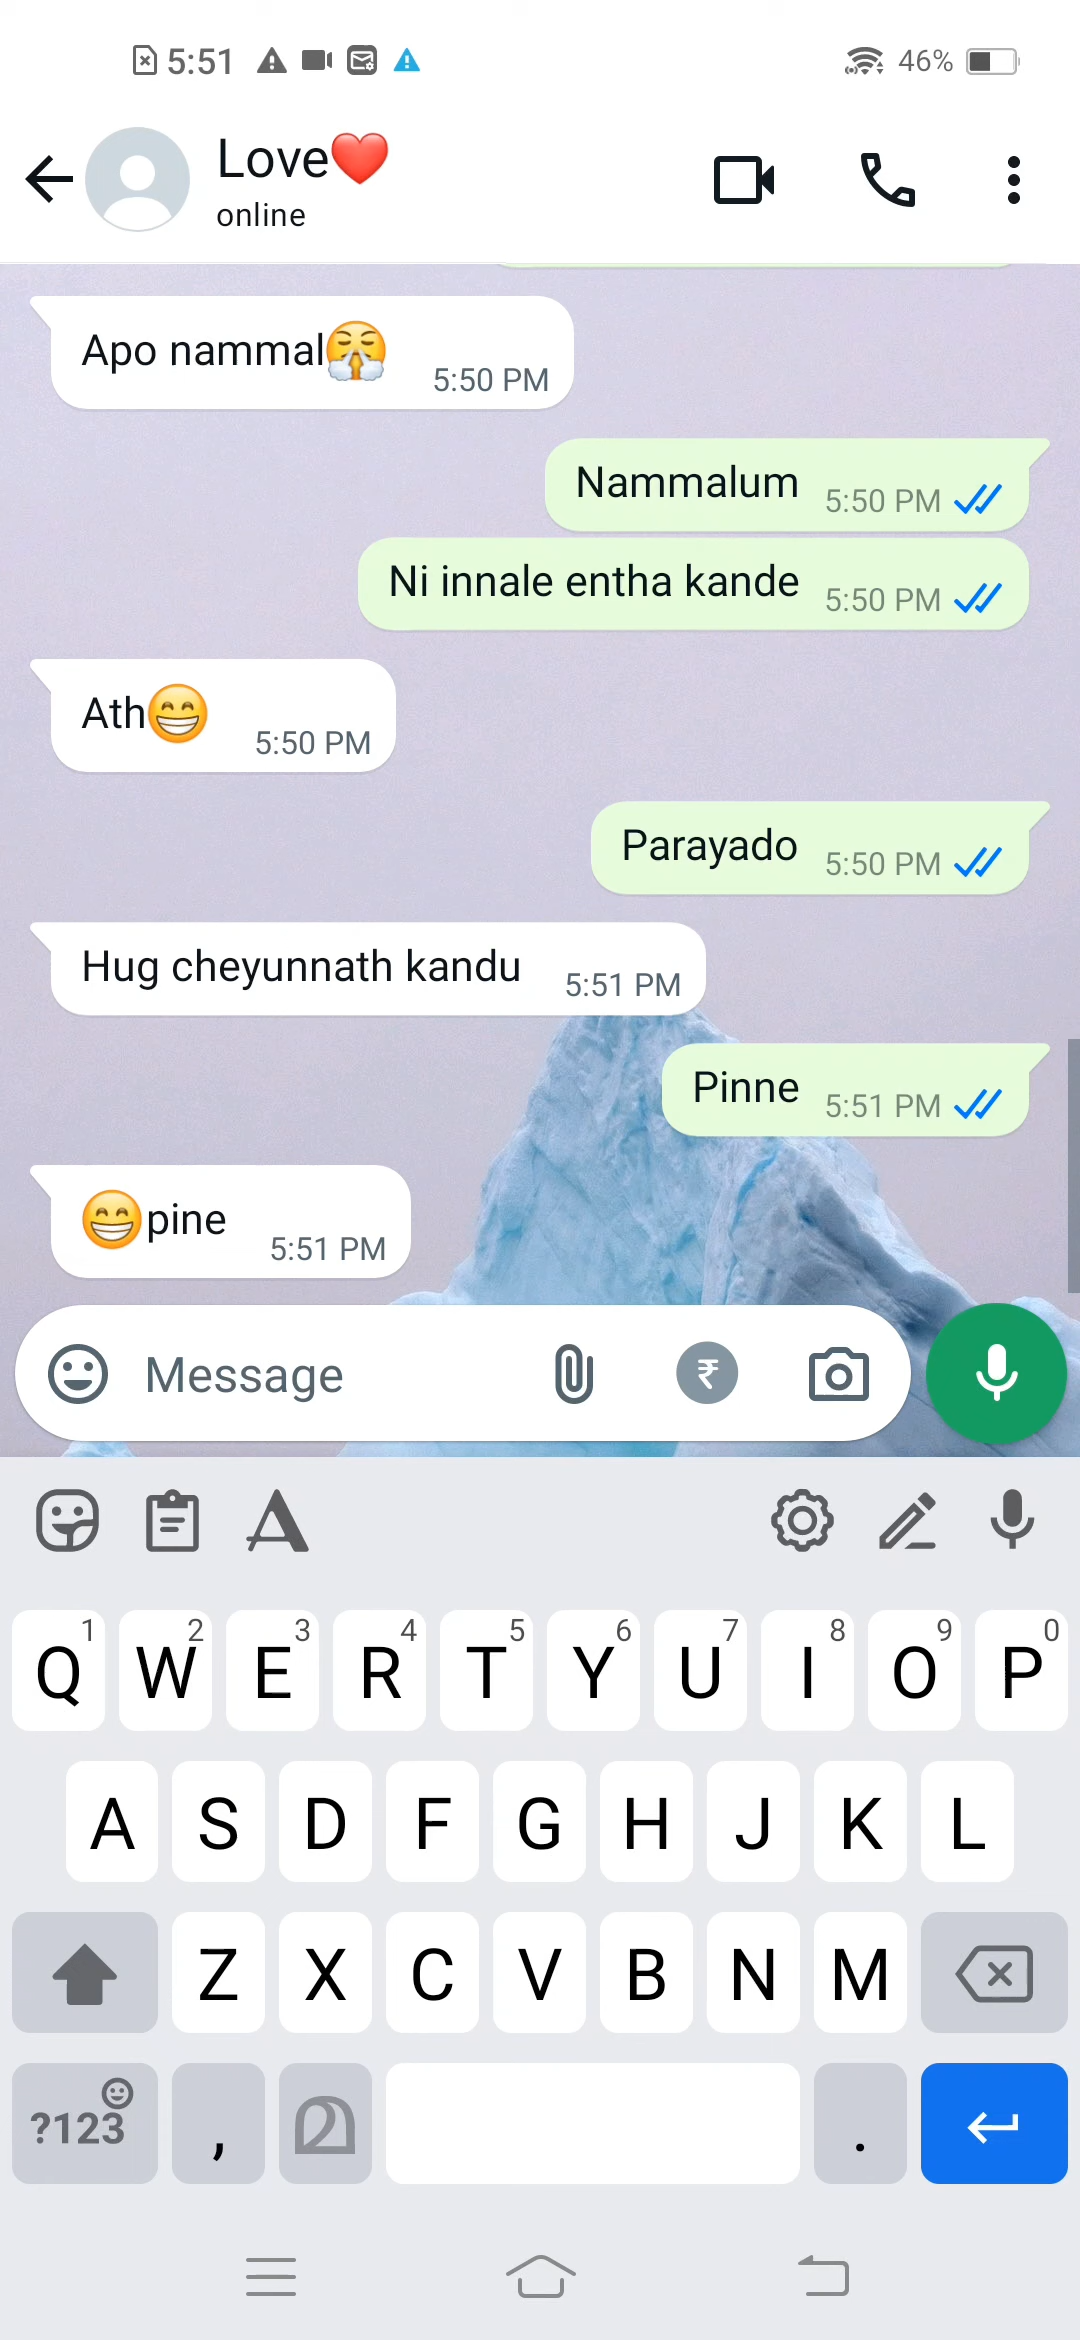 5:51 46%
Love❤️
online
Apo nammal😤 5:50 PM
Nammalum 5:50 PM
Ni innale entha kande 5:50 PM
Ath😁 5:50 PM
Parayado 5:50 PM
Hug cheyunnath kandu 5:51 PM
Pinne 5:51 PM
😁pine 5:51 PM
Message ₹
1 2 3 4 5 6 7 8 9 0
Q W E R T Y U I O P
A S D F G H J K L
Z X C V B N M
?123 , .